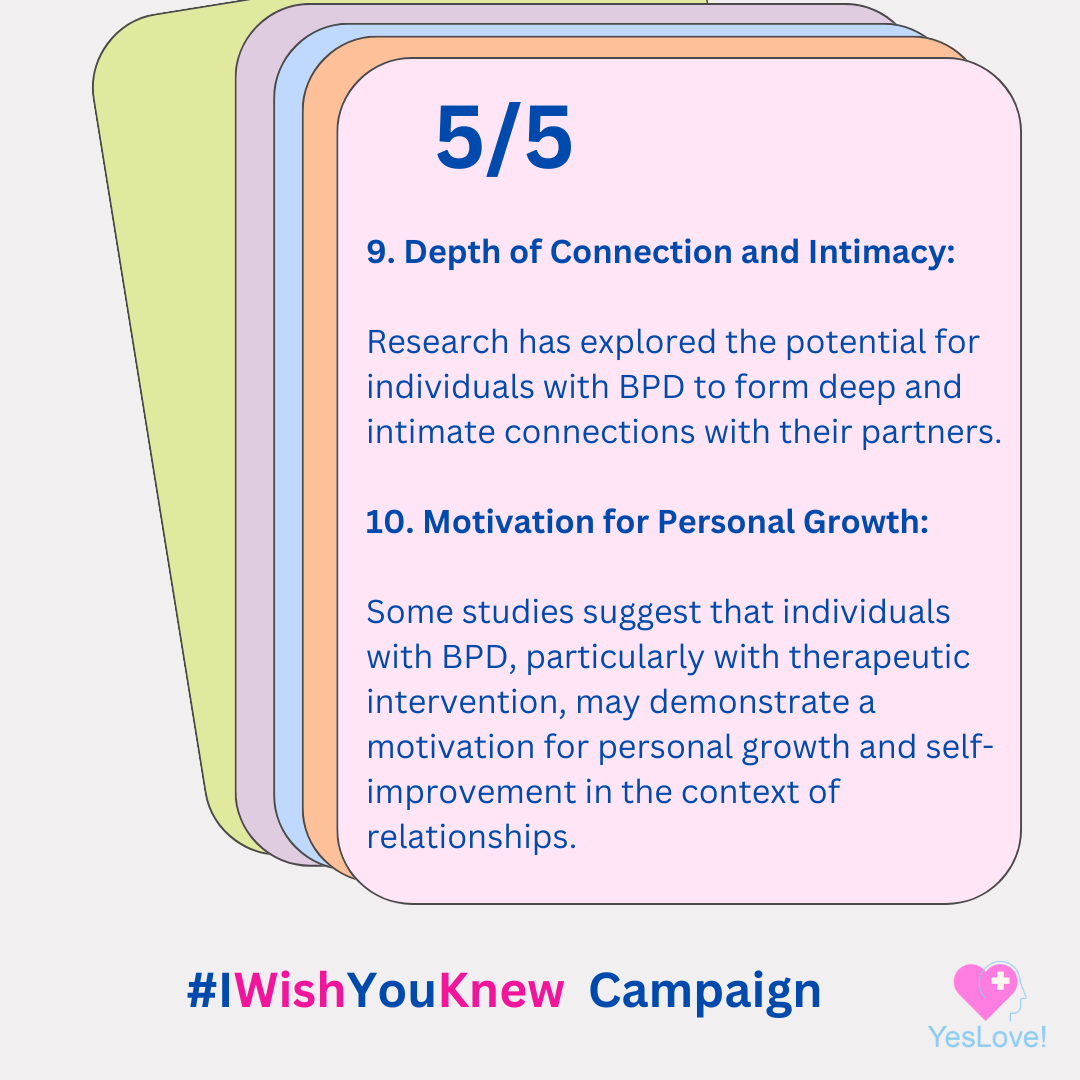 5/5
9. Depth of Connection and Intimacy:
Research has explored the potential for
individuals with BPD to form deep and
intimate connections with their partners.
10. Motivation for Personal Growth:
Some studies suggest that individuals
with BPD, particularly with therapeutic
intervention, may demonstrate a
motivation for personal growth and self-
improvement in the context of
relationships.
#IWishYouKnew Campaign
YesLove!